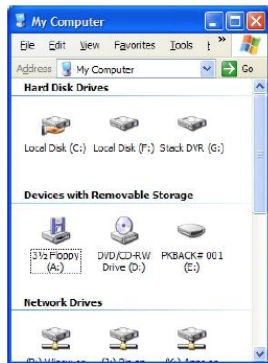 My Computer
File Edit View Favorites Tools »
Address My Computer Go
Hard Disk Drives
Local Disk (C:) Local Disk (F:) Stack DVR (G:)
Devices with Removable Storage
3½ Floppy (A:) DVD/CD-RW Drive (D:) PKBACK# 001 (E:)
Network Drives